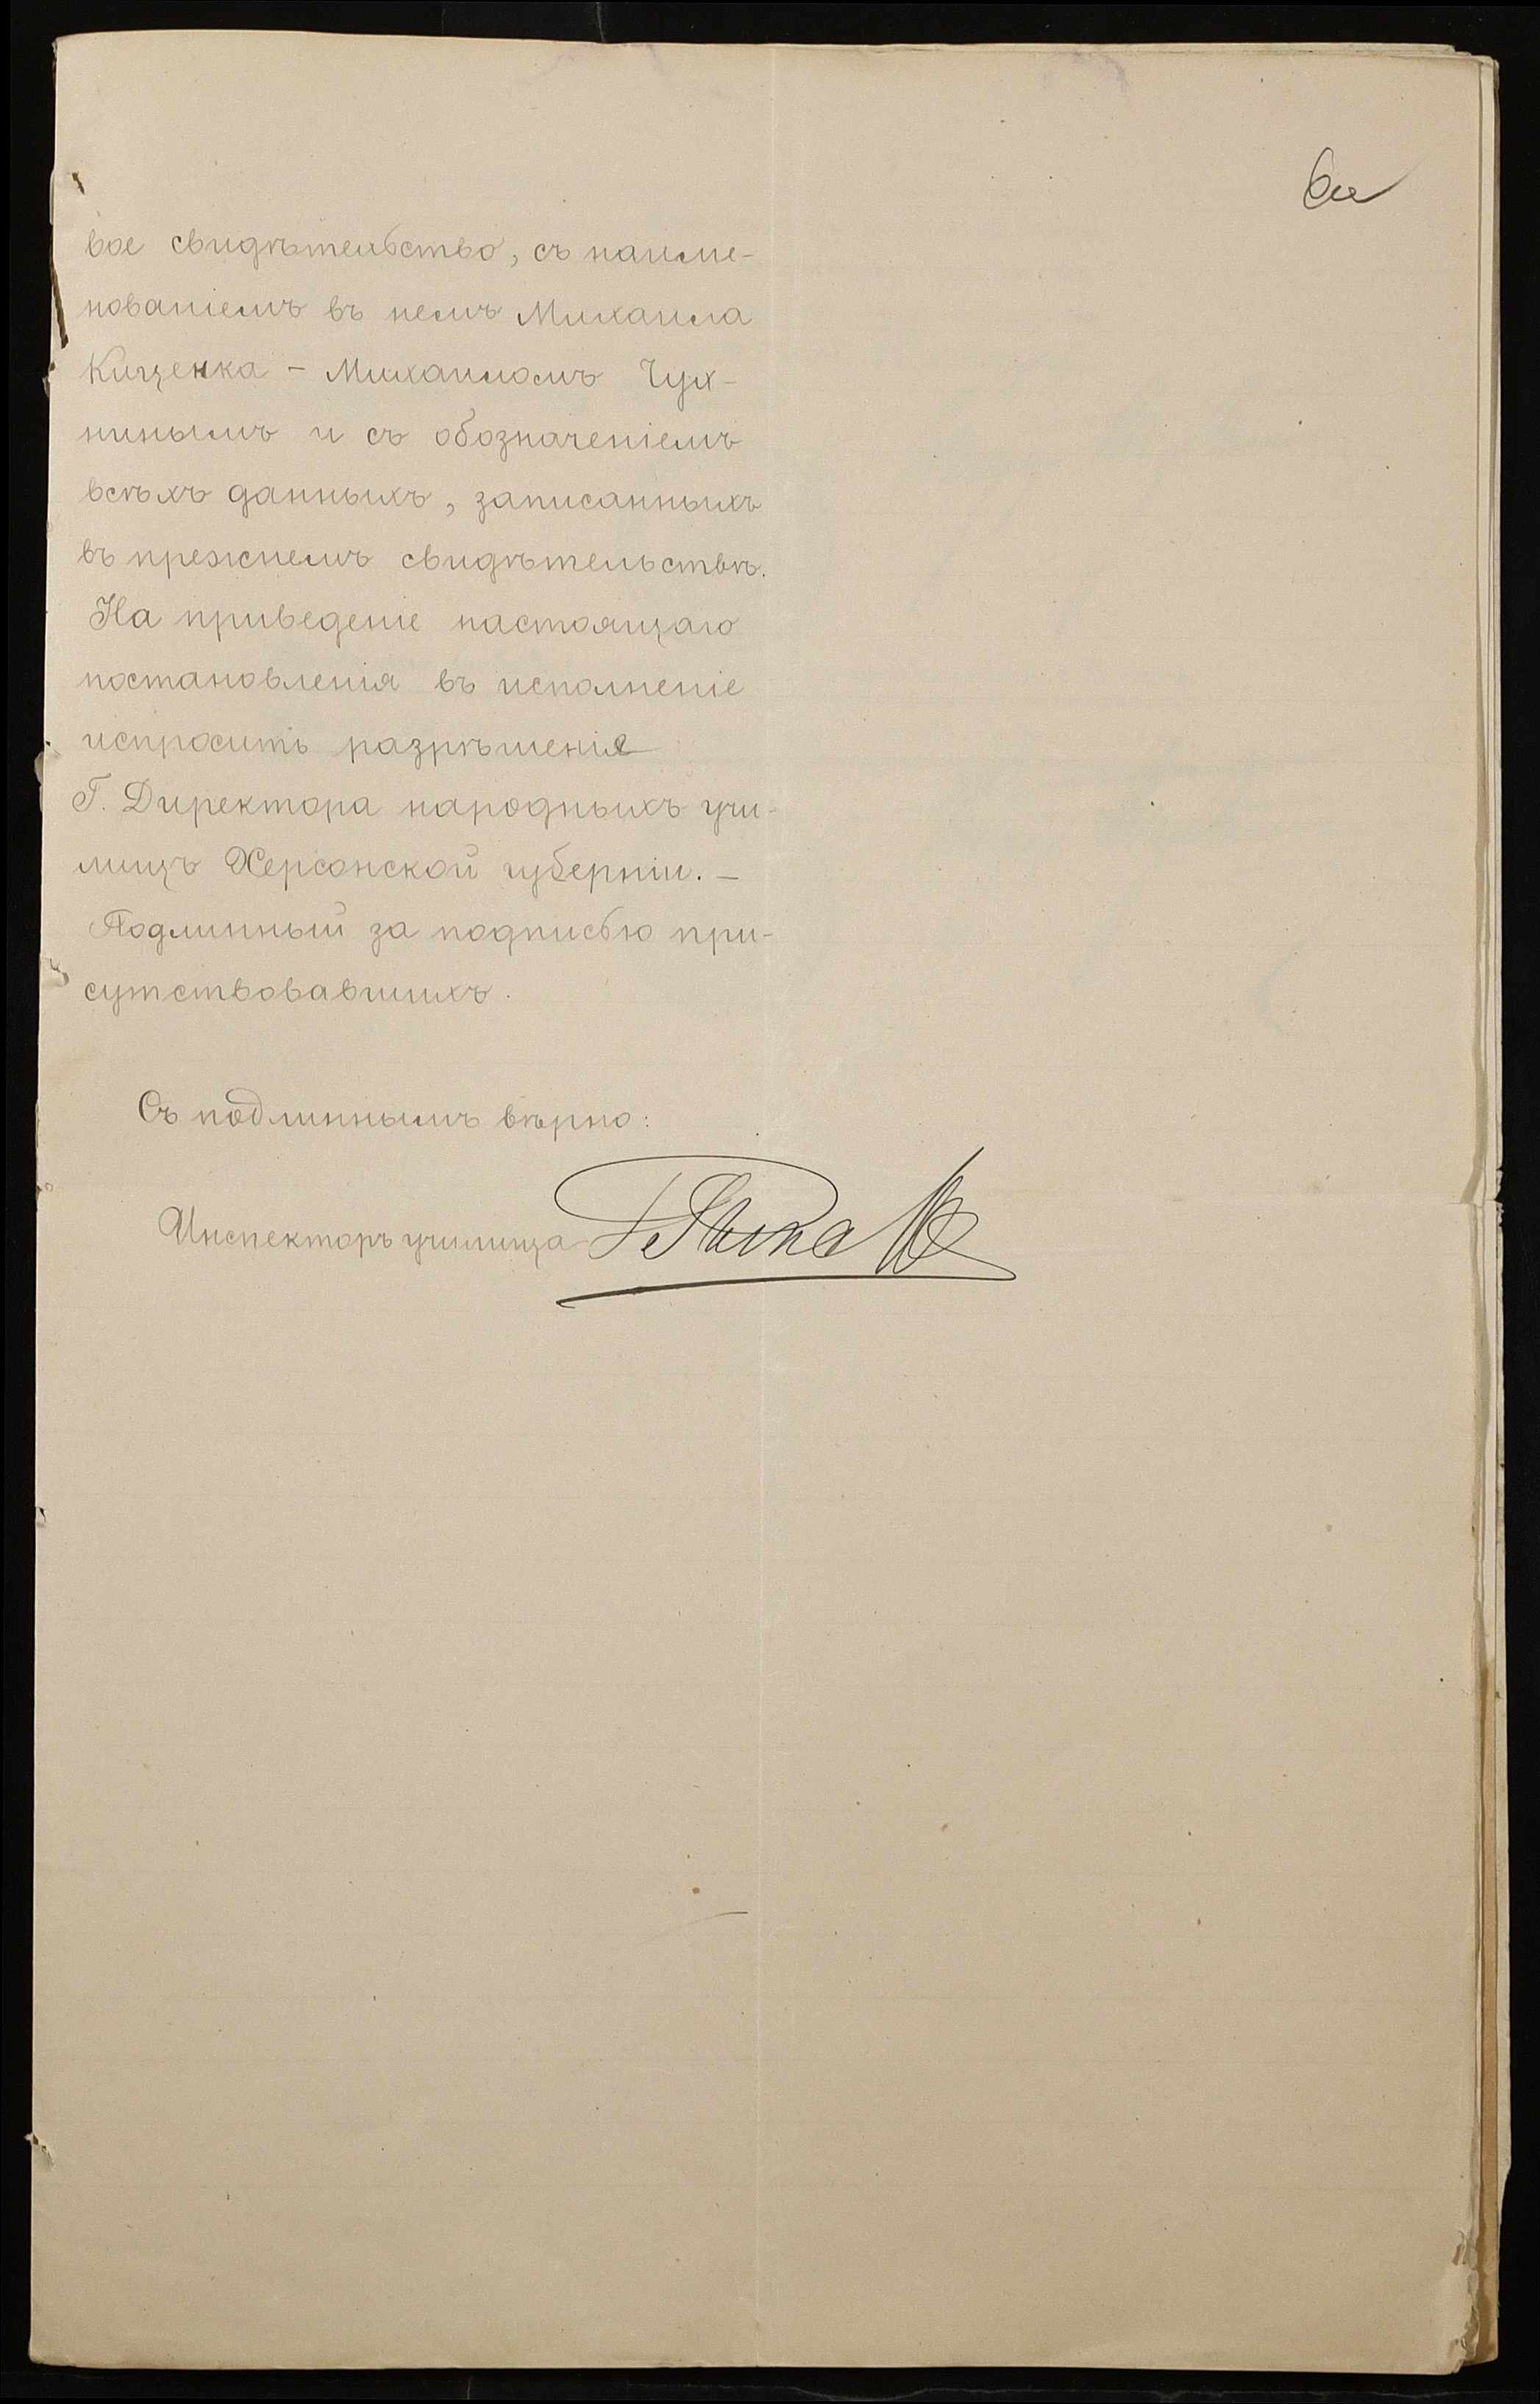 вое свидѣтельство, съ наиме-
нованіемъ въ немъ Михаила
Кищенка - Михаиломъ Чух-
нинымъ и съ обозначеніемъ
всѣхъ данныхъ, записанныхъ
въ прежнемъ свидѣтельствѣ.
На приведеніе настоящаго
постановленія въ исполненіе
испросить разрѣшенія
Г. Директора народныхъ учи-
лищъ Херсонской губерніи. —
Подлинный за подписью при-
сутствовавшихъ.
Съ подлиннымъ вѣрно:
Инспекторъ училища